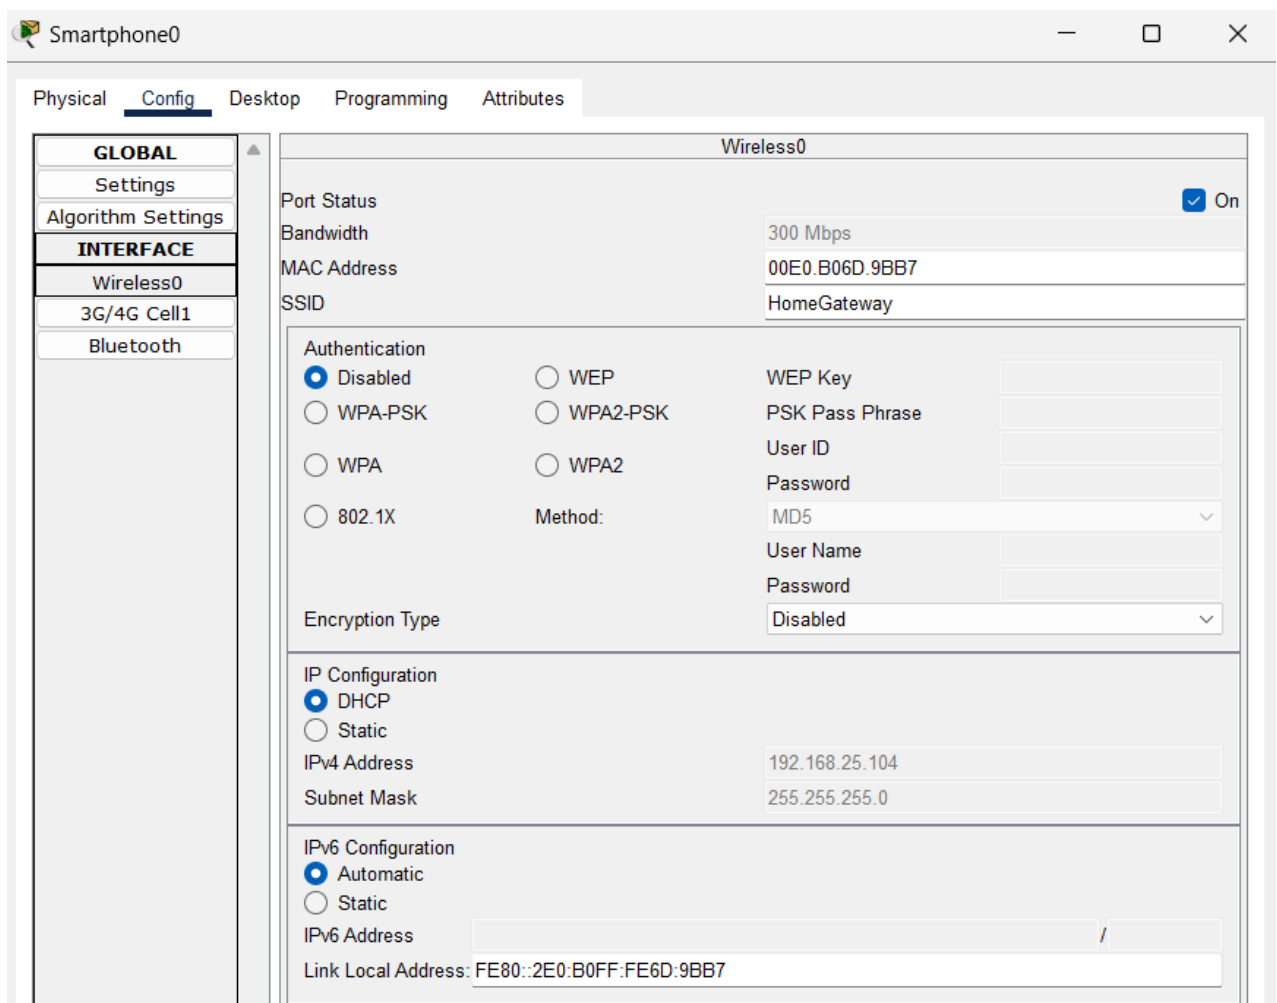 Smartphone0
Physical Config Desktop Programming Attributes
GLOBAL
Settings
Algorithm Settings
INTERFACE
Wireless0
3G/4G Cell1
Bluetooth
Wireless0
Port Status On
Bandwidth 300 Mbps
MAC Address 00E0.B06D.9BB7
SSID HomeGateway
Authentication
Disabled WEP WEP Key
WPA-PSK WPA2-PSK PSK Pass Phrase
User ID
WPA WPA2
Password
802.1X Method: MD5
User Name
Password
Encryption Type Disabled
IP Configuration
DHCP
Static
IPv4 Address 192.168.25.104
Subnet Mask 255.255.255.0
IPv6 Configuration
Automatic
Static
IPv6 Address /
Link Local Address: FE80::2E0:B0FF:FE6D:9BB7